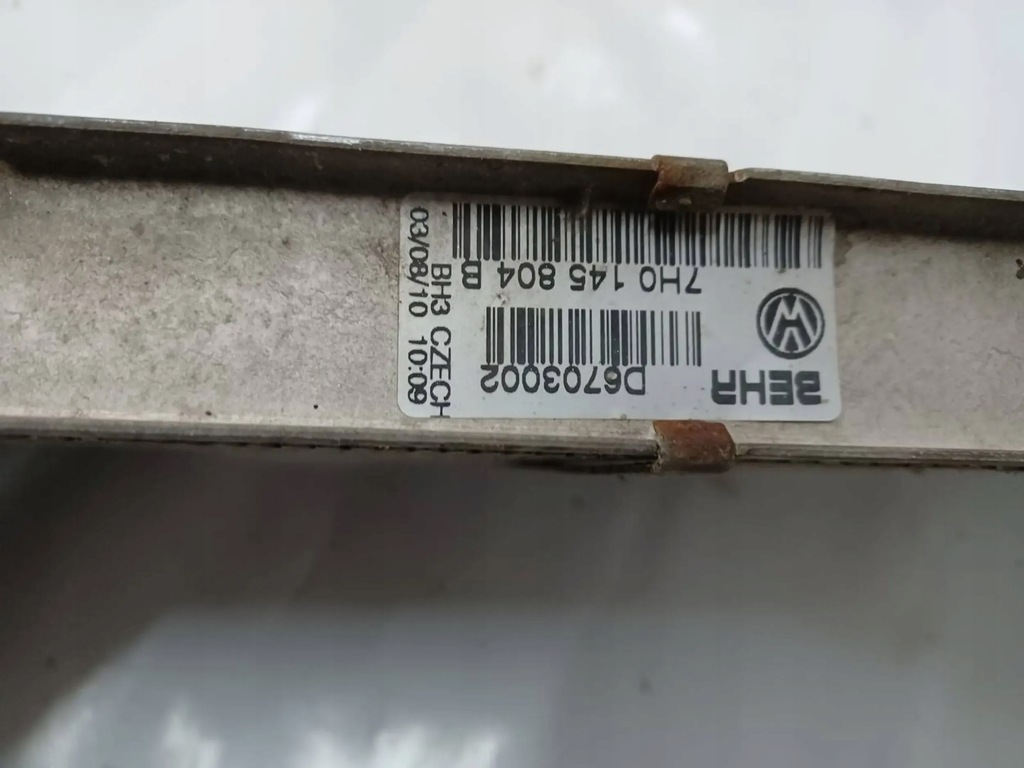 BEHR
D6703002
7H0 145 804 B
BH3 CZECH
03/08/10 10:09